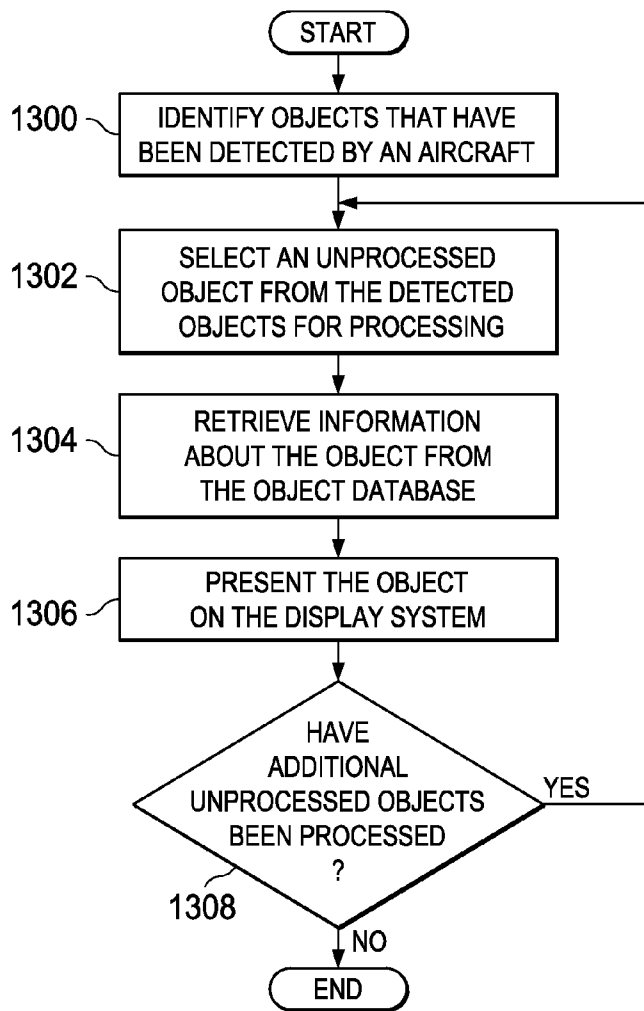 START
1300
IDENTIFY OBJECTS THAT HAVE
BEEN DETECTED BY AN AIRCRAFT
1302
SELECT AN UNPROCESSED
OBJECT FROM THE DETECTED
OBJECTS FOR PROCESSING
1304
RETRIEVE INFORMATION
ABOUT THE OBJECT FROM
THE OBJECT DATABASE
1306
PRESENT THE OBJECT
ON THE DISPLAY SYSTEM
HAVE
ADDITIONAL
UNPROCESSED OBJECTS
BEEN PROCESSED
?
YES
1308
NO
END